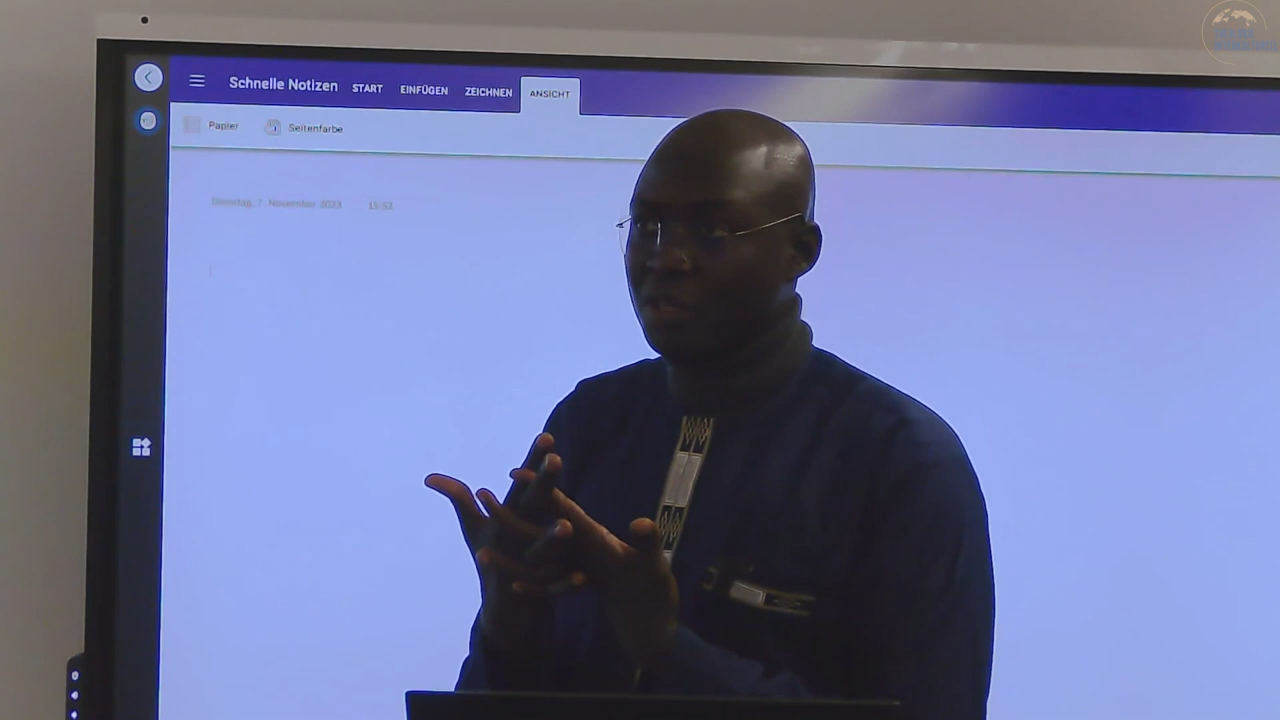 Schnelle Notizen START EINFÜGEN ZEICHNEN ANSICHT
Papier Seitenfarbe
Dienstag, 7. November 2023 15:52